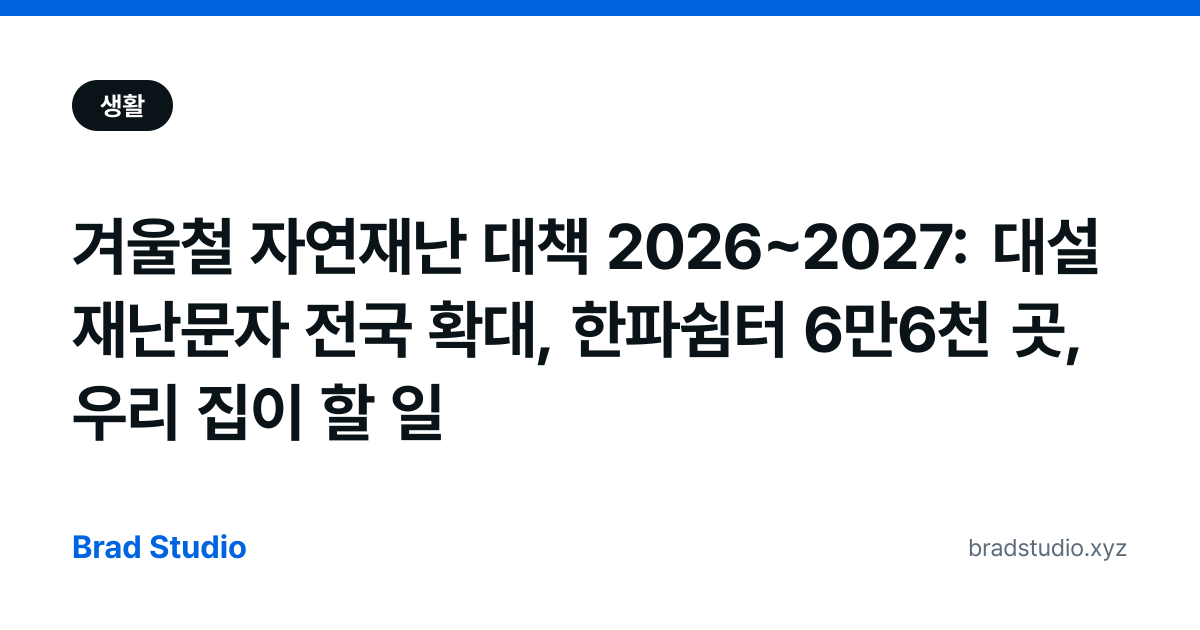 생활
겨울철 자연재난 대책 2026~2027: 대설
재난문자 전국 확대, 한파쉼터 6만6천 곳,
우리 집이 할 일
Brad Studio
bradstudio.xyz